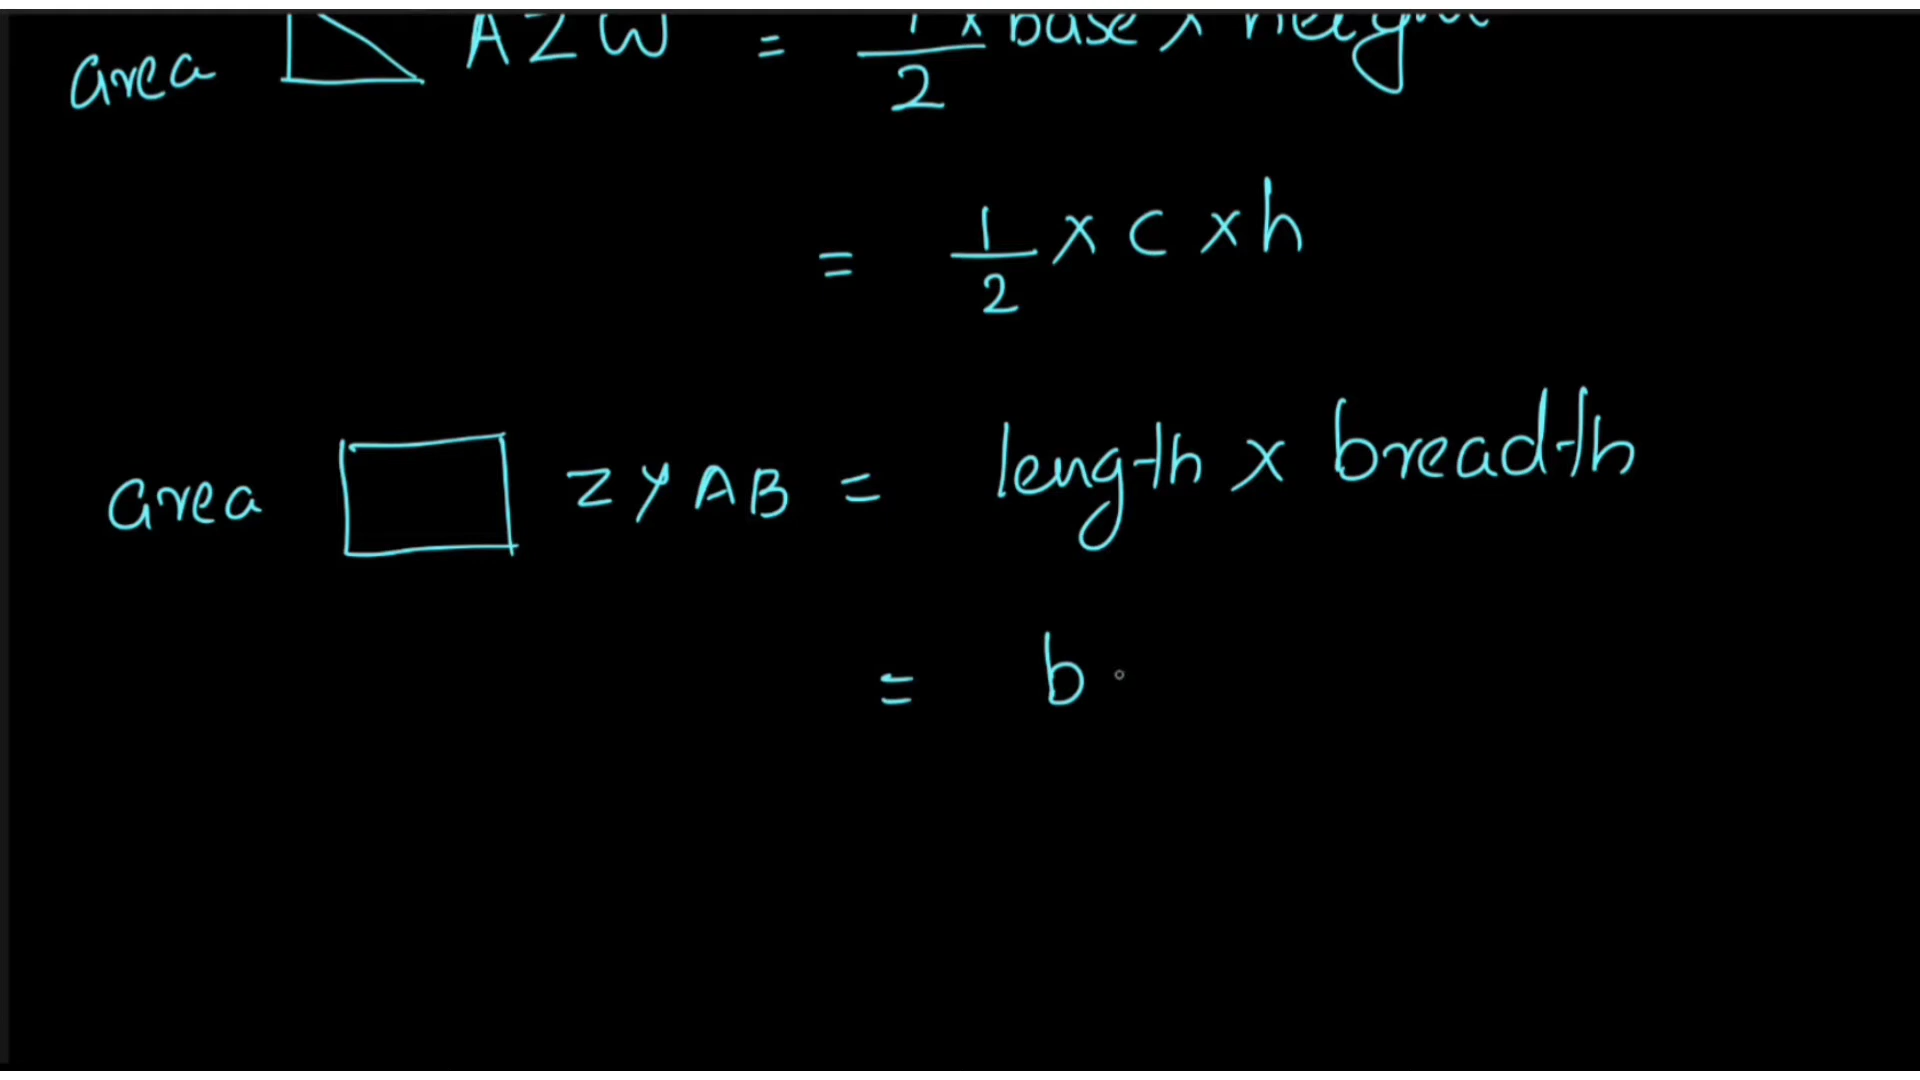 area AZW = 1/2 x base x height
= 1/2 x c x h
area ZYAB = length x breadth
= b